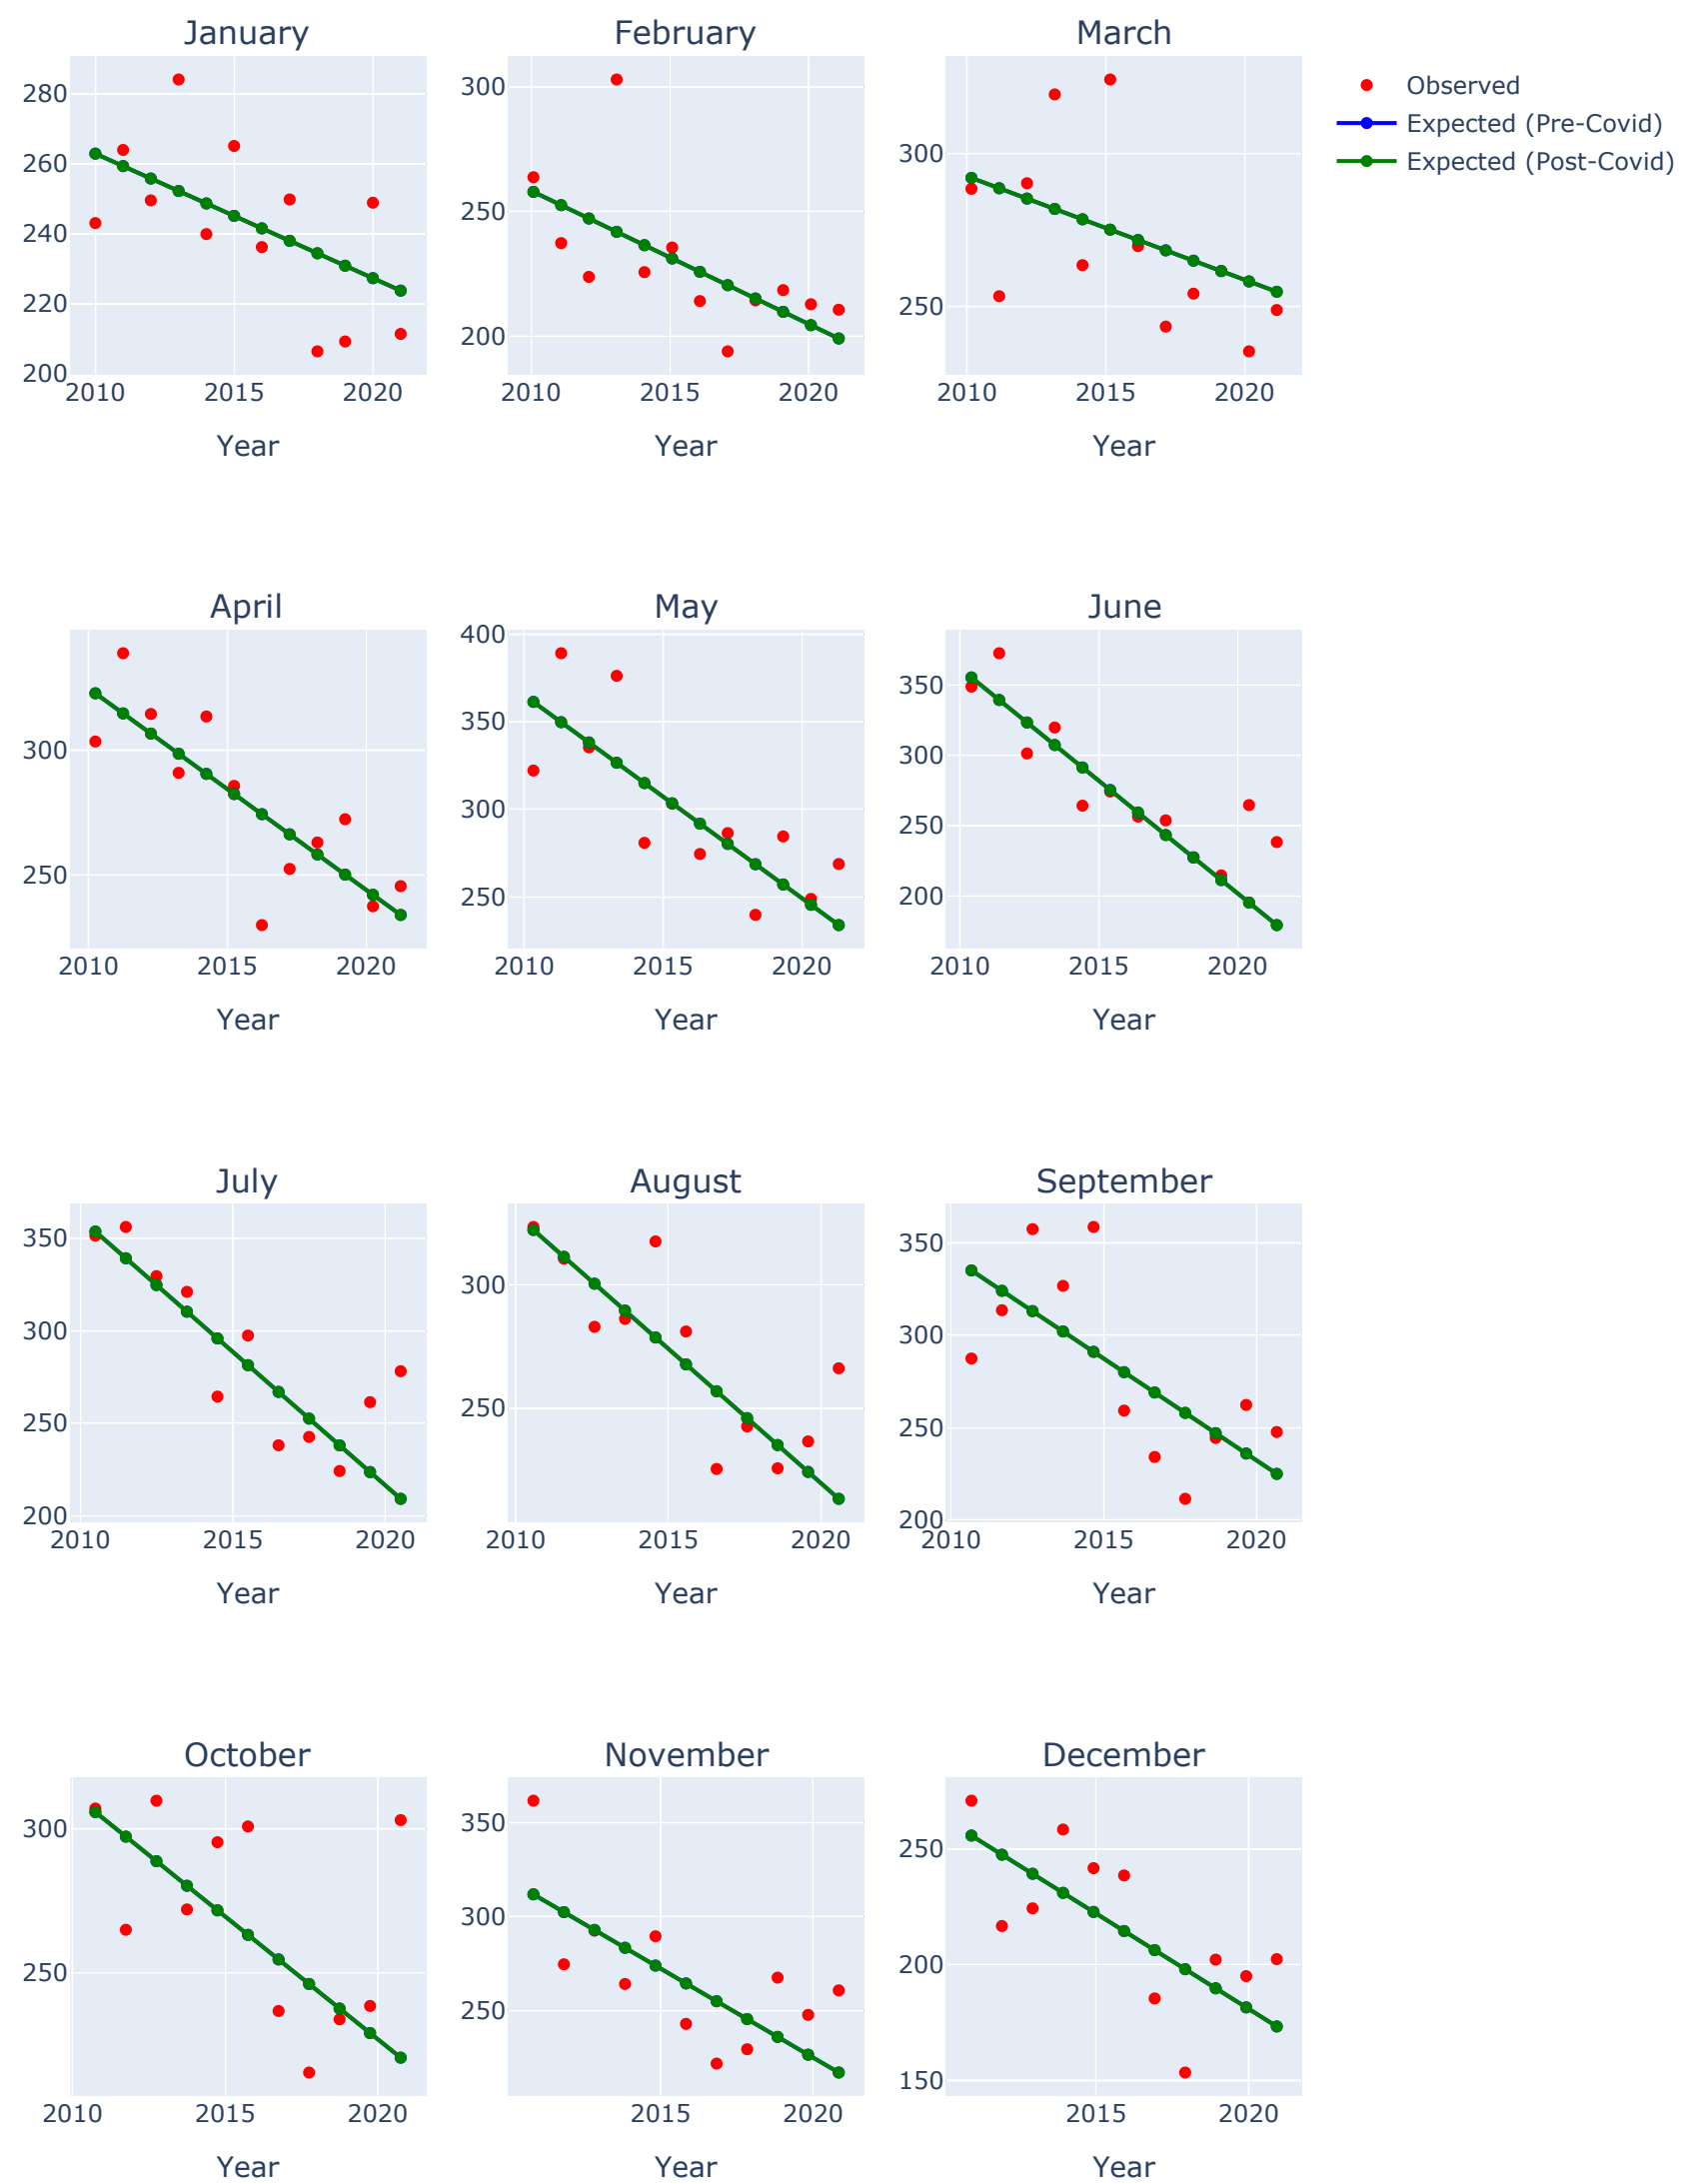 January
February
March
280
260
240
220
200
2010 2015 2020
Year
300
250
200
2010 2015 2020
Year
300
250
2010 2015 2020
Year
Observed
Expected (Pre-Covid)
Expected (Post-Covid)
April
May
June
300
250
2010 2015 2020
Year
400
350
300
250
2010 2015 2020
Year
350
300
250
200
2010 2015 2020
Year
July
August
September
350
300
250
200
2010 2015 2020
Year
300
250
2010 2015 2020
Year
350
300
250
200
2010 2015 2020
Year
October
November
December
300
250
2010 2015 2020
Year
350
300
250
2015 2020
Year
250
200
150
2015 2020
Year